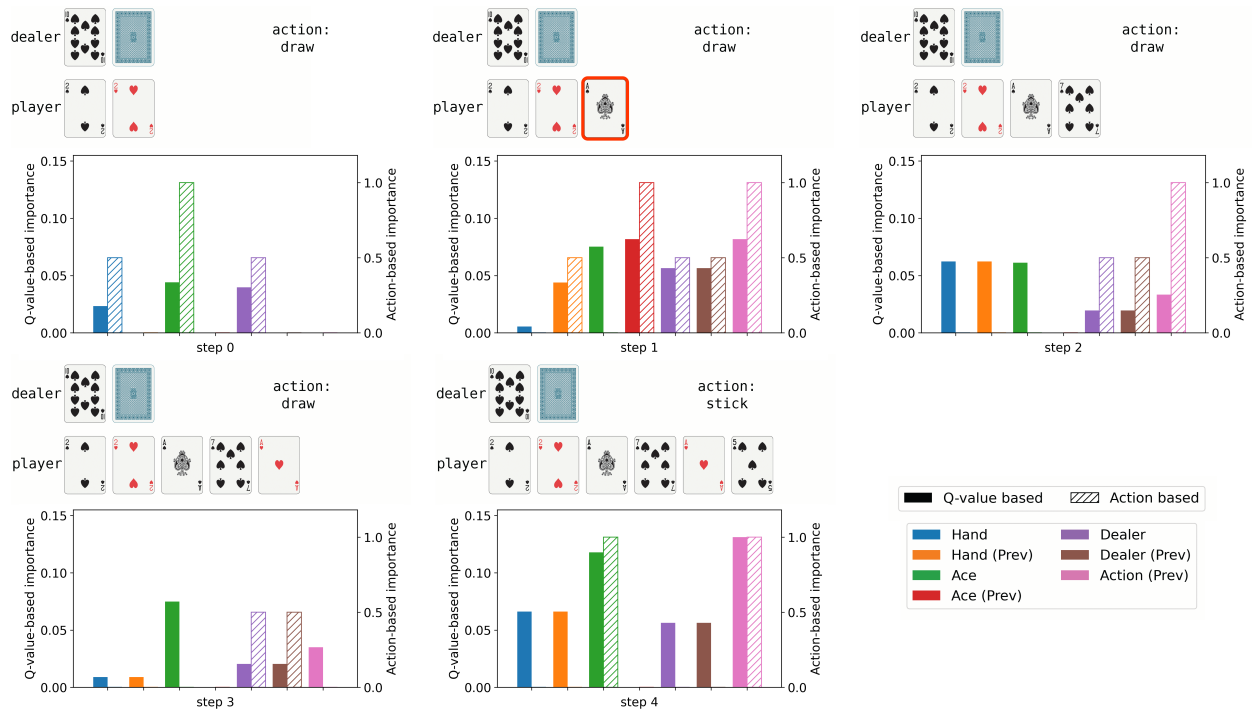 dealer
action:
draw
player
Q-value-based importance
0.15
0.10
0.05
0.00
Action-based importance
1.0
0.5
0.0
step 0
dealer
action:
draw
player
Q-value-based importance
0.15
0.10
0.05
0.00
Action-based importance
1.0
0.5
0.0
step 1
dealer
action:
draw
player
Q-value-based importance
0.15
0.10
0.05
0.00
Action-based importance
1.0
0.5
0.0
step 2
dealer
action:
draw
player
Q-value-based importance
0.15
0.10
0.05
0.00
Action-based importance
1.0
0.5
0.0
step 3
dealer
action:
stick
player
Q-value-based importance
0.15
0.10
0.05
0.00
Action-based importance
1.0
0.5
0.0
step 4
Q-value based
Action based
Hand
Hand (Prev)
Ace
Ace (Prev)
Dealer
Dealer (Prev)
Action (Prev)